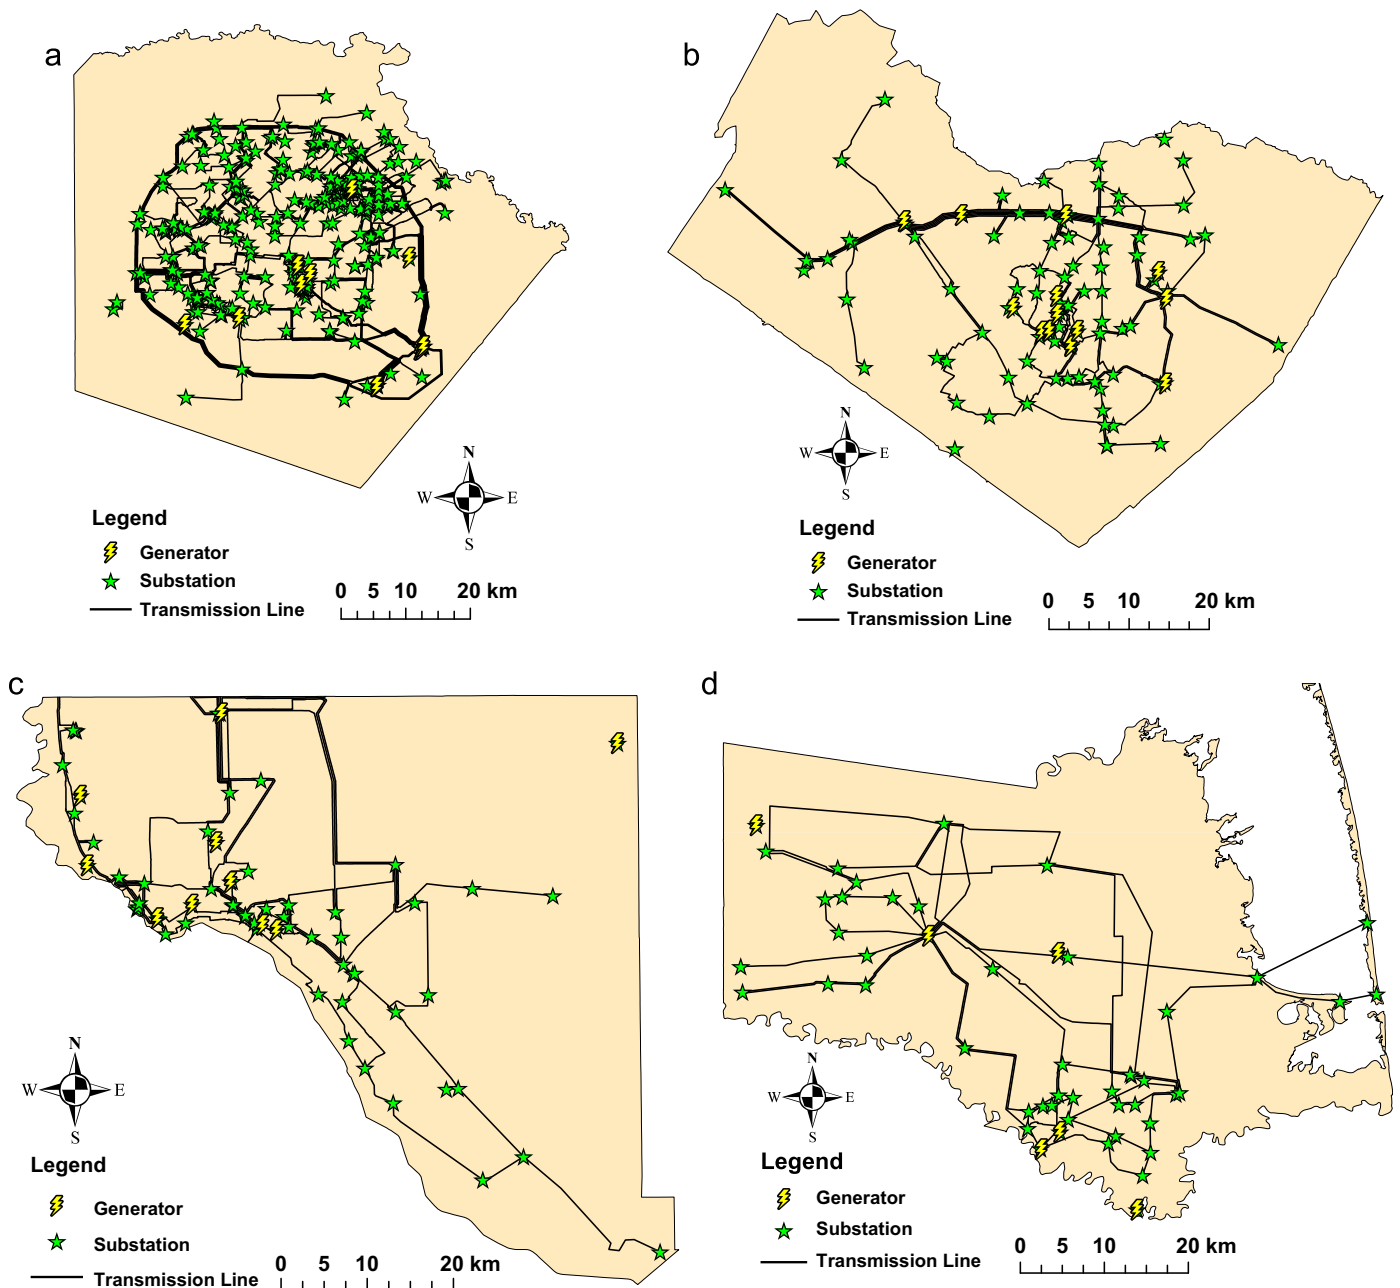 a
N
W E
S
Legend
Generator
Substation
Transmission Line
0 5 10 20 km
b
N
W E
S
Legend
Generator
Substation
Transmission Line
0 5 10 20 km
c
N
W E
S
Legend
Generator
Substation
Transmission Line
0 5 10 20 km
d
N
W E
S
Legend
Generator
Substation
Transmission Line
0 5 10 20 km